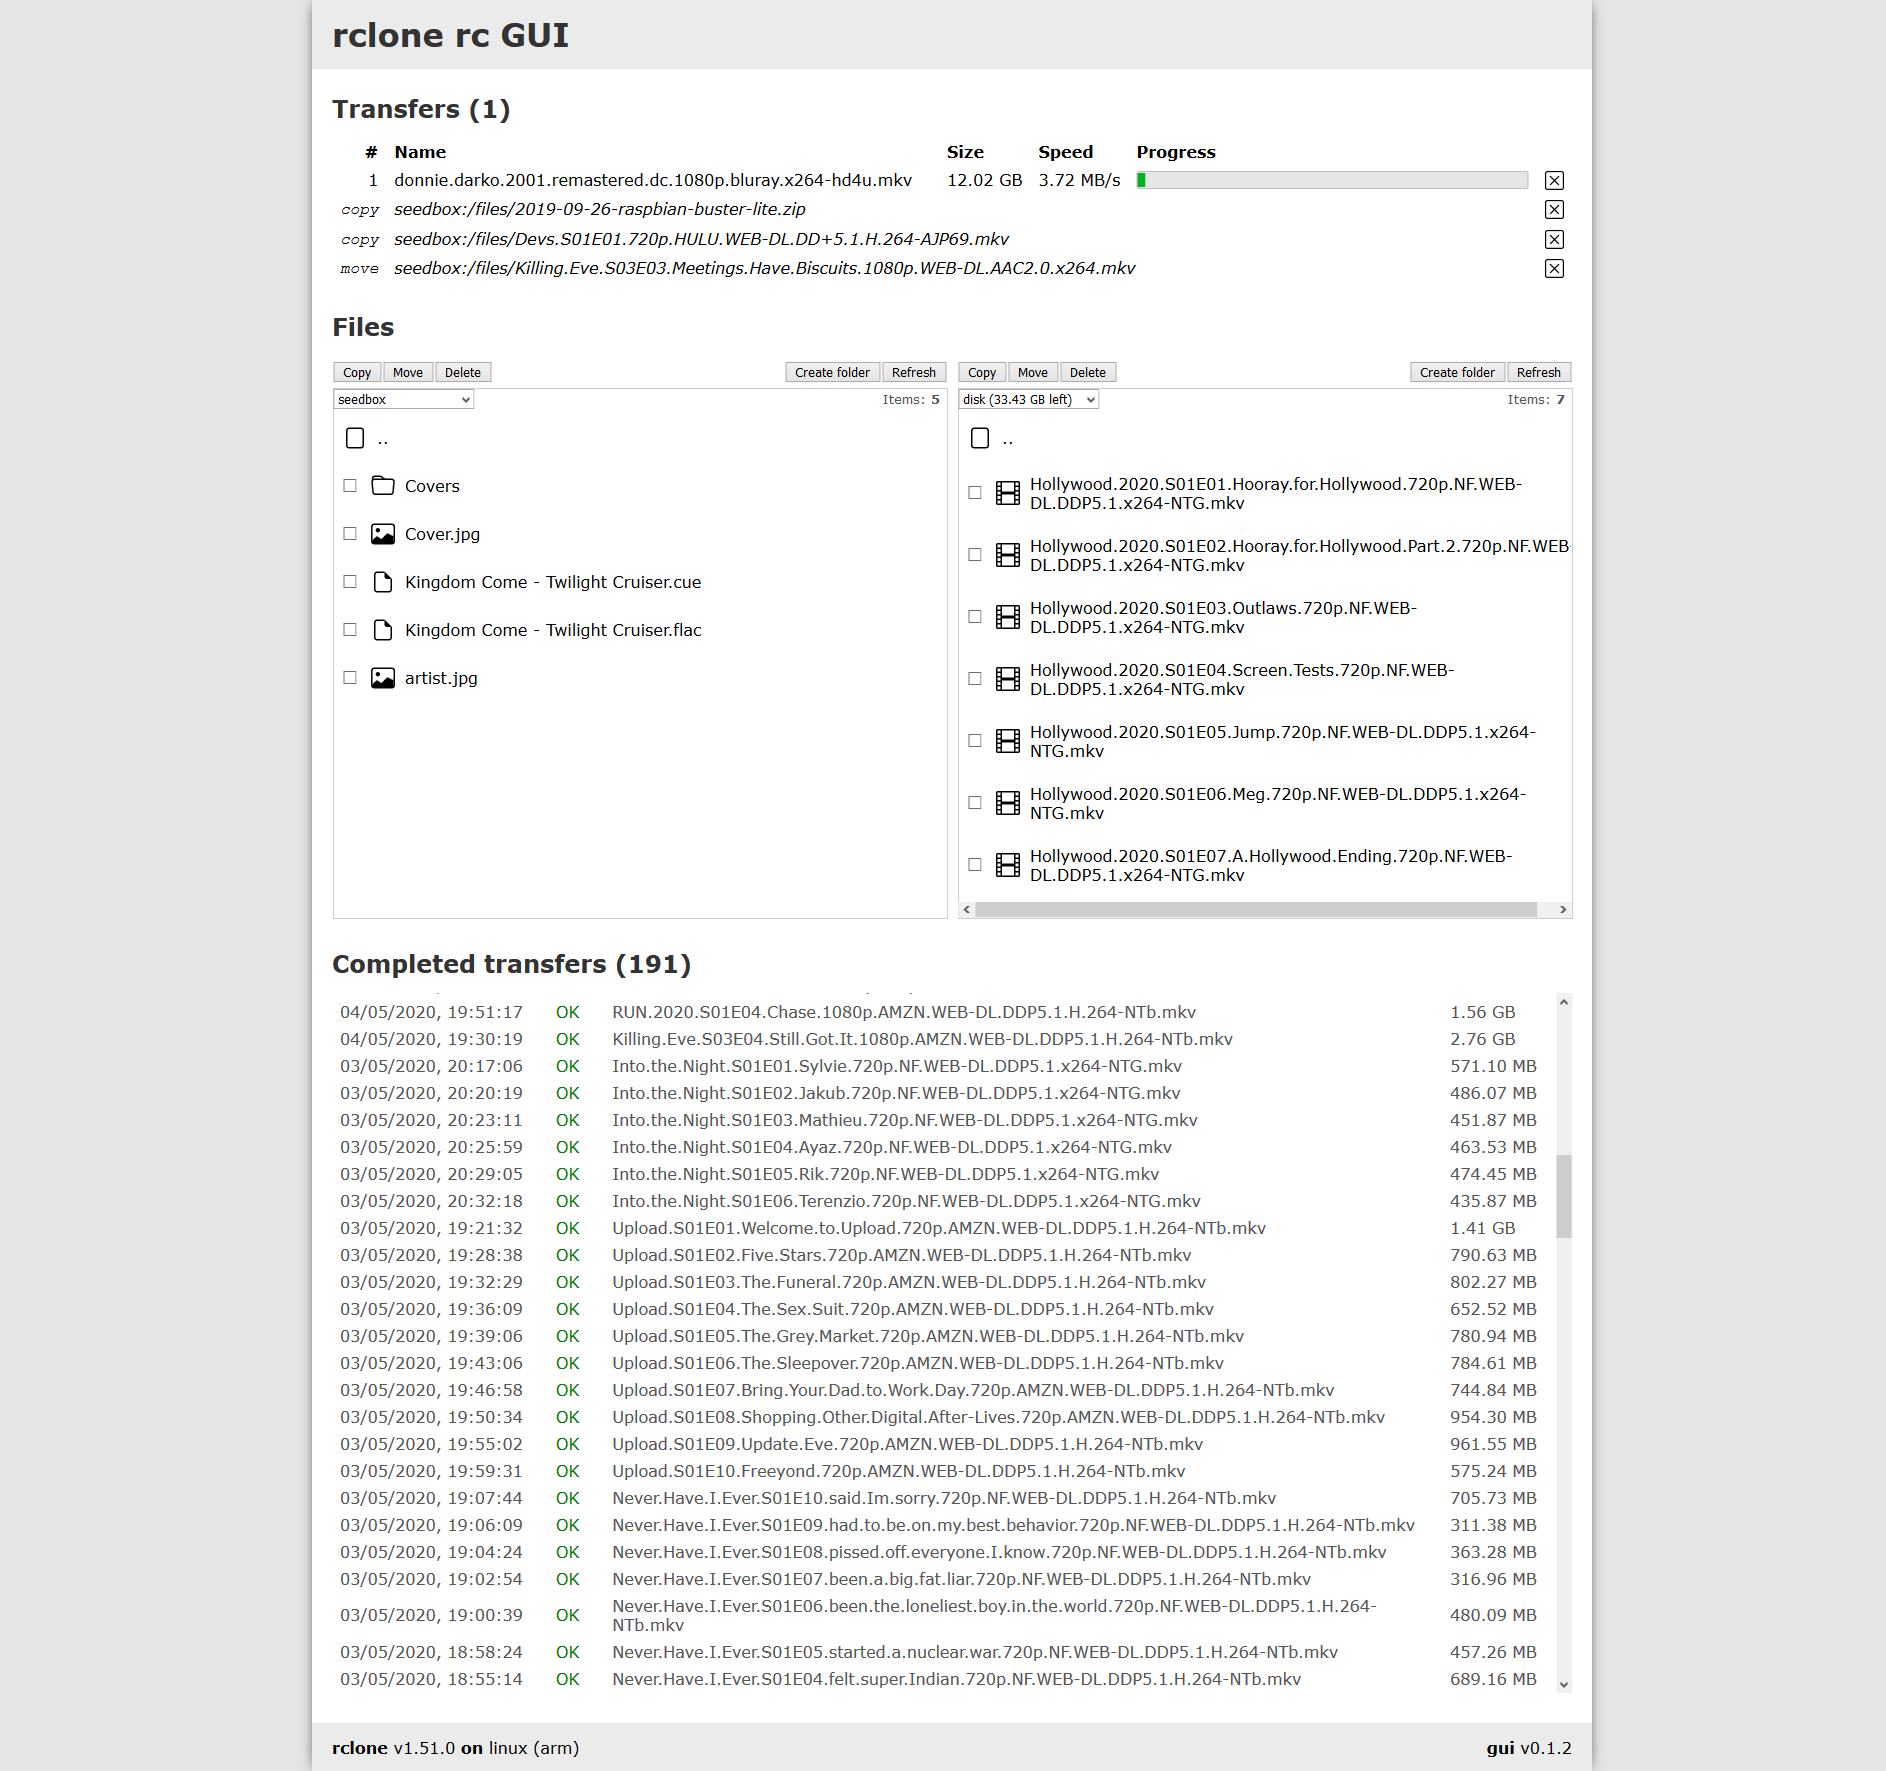 rclone rc GUI
Transfers (1)
# Name Size Speed Progress
1 donnie.darko.2001.remastered.dc.1080p.bluray.x264-hd4u.mkv 12.02 GB 3.72 MB/s
copy seedbox:/files/2019-09-26-raspbian-buster-lite.zip
copy seedbox:/files/Devs.S01E01.720p.HULU.WEB-DL.DD+5.1.H.264-AJP69.mkv
move seedbox:/files/Killing.Eve.S03E03.Meetings.Have.Biscuits.1080p.WEB-DL.AAC2.0.x264.mkv
Files
Copy Move Delete Create folder Refresh
seedbox Items: 5
..
Covers
Cover.jpg
Kingdom Come - Twilight Cruiser.cue
Kingdom Come - Twilight Cruiser.flac
artist.jpg
Copy Move Delete Create folder Refresh
disk (33.43 GB left) Items: 7
..
Hollywood.2020.S01E01.Hooray.for.Hollywood.720p.NF.WEB-
DL.DDP5.1.x264-NTG.mkv
Hollywood.2020.S01E02.Hooray.for.Hollywood.Part.2.720p.NF.WEB-
DL.DDP5.1.x264-NTG.mkv
Hollywood.2020.S01E03.Outlaws.720p.NF.WEB-
DL.DDP5.1.x264-NTG.mkv
Hollywood.2020.S01E04.Screen.Tests.720p.NF.WEB-
DL.DDP5.1.x264-NTG.mkv
Hollywood.2020.S01E05.Jump.720p.NF.WEB-DL.DDP5.1.x264-
NTG.mkv
Hollywood.2020.S01E06.Meg.720p.NF.WEB-DL.DDP5.1.x264-
NTG.mkv
Hollywood.2020.S01E07.A.Hollywood.Ending.720p.NF.WEB-
DL.DDP5.1.x264-NTG.mkv
Completed transfers (191)
04/05/2020, 19:51:17 OK RUN.2020.S01E04.Chase.1080p.AMZN.WEB-DL.DDP5.1.H.264-NTb.mkv 1.56 GB
04/05/2020, 19:30:19 OK Killing.Eve.S03E04.Still.Got.It.1080p.AMZN.WEB-DL.DDP5.1.H.264-NTb.mkv 2.76 GB
03/05/2020, 20:17:06 OK Into.the.Night.S01E01.Sylvie.720p.NF.WEB-DL.DDP5.1.x264-NTG.mkv 571.10 MB
03/05/2020, 20:20:19 OK Into.the.Night.S01E02.Jakub.720p.NF.WEB-DL.DDP5.1.x264-NTG.mkv 486.07 MB
03/05/2020, 20:23:11 OK Into.the.Night.S01E03.Mathieu.720p.NF.WEB-DL.DDP5.1.x264-NTG.mkv 451.87 MB
03/05/2020, 20:25:59 OK Into.the.Night.S01E04.Ayaz.720p.NF.WEB-DL.DDP5.1.x264-NTG.mkv 463.53 MB
03/05/2020, 20:29:05 OK Into.the.Night.S01E05.Rik.720p.NF.WEB-DL.DDP5.1.x264-NTG.mkv 474.45 MB
03/05/2020, 20:32:18 OK Into.the.Night.S01E06.Terenzio.720p.NF.WEB-DL.DDP5.1.x264-NTG.mkv 435.87 MB
03/05/2020, 19:21:32 OK Upload.S01E01.Welcome.to.Upload.720p.AMZN.WEB-DL.DDP5.1.H.264-NTb.mkv 1.41 GB
03/05/2020, 19:28:38 OK Upload.S01E02.Five.Stars.720p.AMZN.WEB-DL.DDP5.1.H.264-NTb.mkv 790.63 MB
03/05/2020, 19:32:29 OK Upload.S01E03.The.Funeral.720p.AMZN.WEB-DL.DDP5.1.H.264-NTb.mkv 802.27 MB
03/05/2020, 19:36:09 OK Upload.S01E04.The.Sex.Suit.720p.AMZN.WEB-DL.DDP5.1.H.264-NTb.mkv 652.52 MB
03/05/2020, 19:39:06 OK Upload.S01E05.The.Grey.Market.720p.AMZN.WEB-DL.DDP5.1.H.264-NTb.mkv 780.94 MB
03/05/2020, 19:43:06 OK Upload.S01E06.The.Sleepover.720p.AMZN.WEB-DL.DDP5.1.H.264-NTb.mkv 784.61 MB
03/05/2020, 19:46:58 OK Upload.S01E07.Bring.Your.Dad.to.Work.Day.720p.AMZN.WEB-DL.DDP5.1.H.264-NTb.mkv 744.84 MB
03/05/2020, 19:50:34 OK Upload.S01E08.Shopping.Other.Digital.After-Lives.720p.AMZN.WEB-DL.DDP5.1.H.264-NTb.mkv 954.30 MB
03/05/2020, 19:55:02 OK Upload.S01E09.Update.Eve.720p.AMZN.WEB-DL.DDP5.1.H.264-NTb.mkv 961.55 MB
03/05/2020, 19:59:31 OK Upload.S01E10.Freeyond.720p.AMZN.WEB-DL.DDP5.1.H.264-NTb.mkv 575.24 MB
03/05/2020, 19:07:44 OK Never.Have.I.Ever.S01E10.said.Im.sorry.720p.NF.WEB-DL.DDP5.1.H.264-NTb.mkv 705.73 MB
03/05/2020, 19:06:09 OK Never.Have.I.Ever.S01E09.had.to.be.on.my.best.behavior.720p.NF.WEB-DL.DDP5.1.H.264-NTb.mkv 311.38 MB
03/05/2020, 19:04:24 OK Never.Have.I.Ever.S01E08.pissed.off.everyone.I.know.720p.NF.WEB-DL.DDP5.1.H.264-NTb.mkv 363.28 MB
03/05/2020, 19:02:54 OK Never.Have.I.Ever.S01E07.been.a.big.fat.liar.720p.NF.WEB-DL.DDP5.1.H.264-NTb.mkv 316.96 MB
03/05/2020, 19:00:39 OK Never.Have.I.Ever.S01E06.been.the.loneliest.boy.in.the.world.720p.NF.WEB-DL.DDP5.1.H.264-
NTb.mkv 480.09 MB
03/05/2020, 18:58:24 OK Never.Have.I.Ever.S01E05.started.a.nuclear.war.720p.NF.WEB-DL.DDP5.1.H.264-NTb.mkv 457.26 MB
03/05/2020, 18:55:14 OK Never.Have.I.Ever.S01E04.felt.super.Indian.720p.NF.WEB-DL.DDP5.1.H.264-NTb.mkv 689.16 MB
rclone v1.51.0 on linux (arm) gui v0.1.2